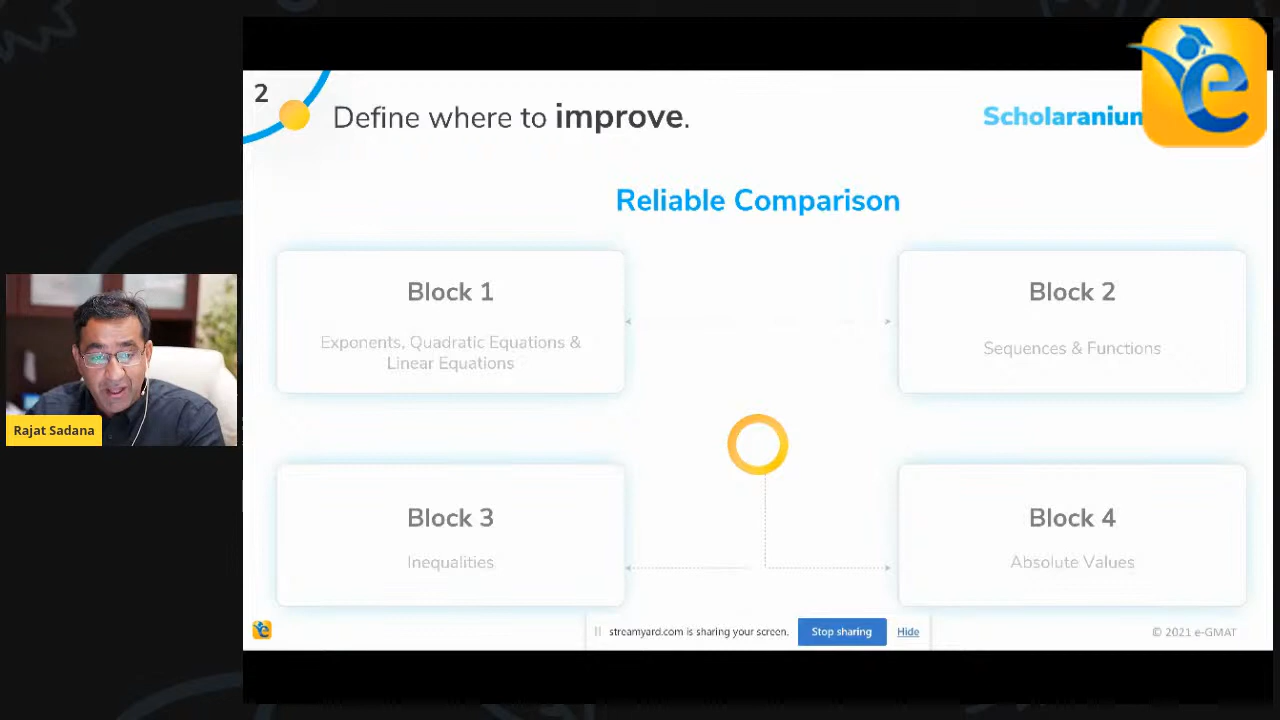 2
Define where to improve.
Scholaranium
Reliable Comparison
Block 1
Exponents, Quadratic Equations &
Linear Equations
Block 2
Sequences & Functions
Block 3
Inequalities
Block 4
Absolute Values
Rajat Sadana
streamyard.com is sharing your screen.
Stop sharing
Hide
© 2021 e-GMAT